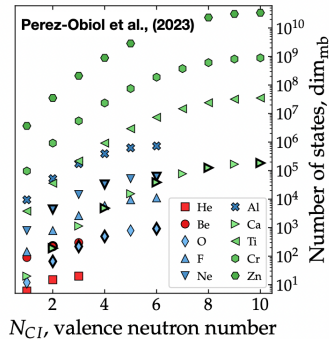 Perez-Obiol et al., (2023)
10^10
10^9
10^8
10^7
10^6
10^5
10^4
10^3
10^2
10^1
Number of states, dim_mb
He Al
Be Ca
O Ti
F Cr
Ne Zn
2 4 6 8 10
N_CI, valence neutron number